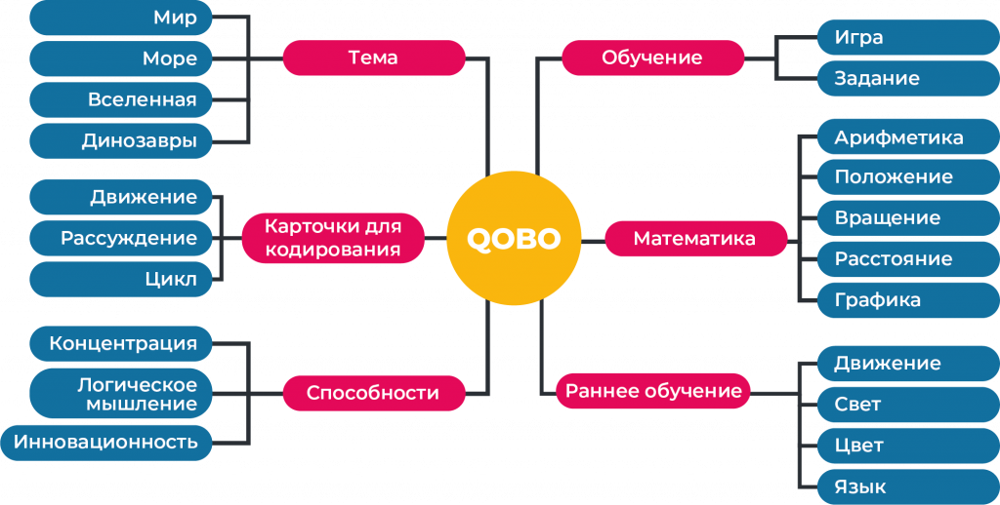 Мир
Море
Вселенная
Динозавры
Тема
Движение
Рассуждение
Цикл
Карточки для
кодирования
Концентрация
Логическое
мышление
Инновационность
Способности
QOBO
Обучение
Игра
Задание
Математика
Арифметика
Положение
Вращение
Расстояние
Графика
Раннее обучение
Движение
Свет
Цвет
Язык